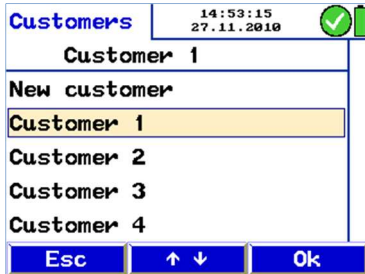 Customers 14:53:15
27.11.2010
Customer 1
New customer
Customer 1
Customer 2
Customer 3
Customer 4
Esc ↑ ↓ Ok